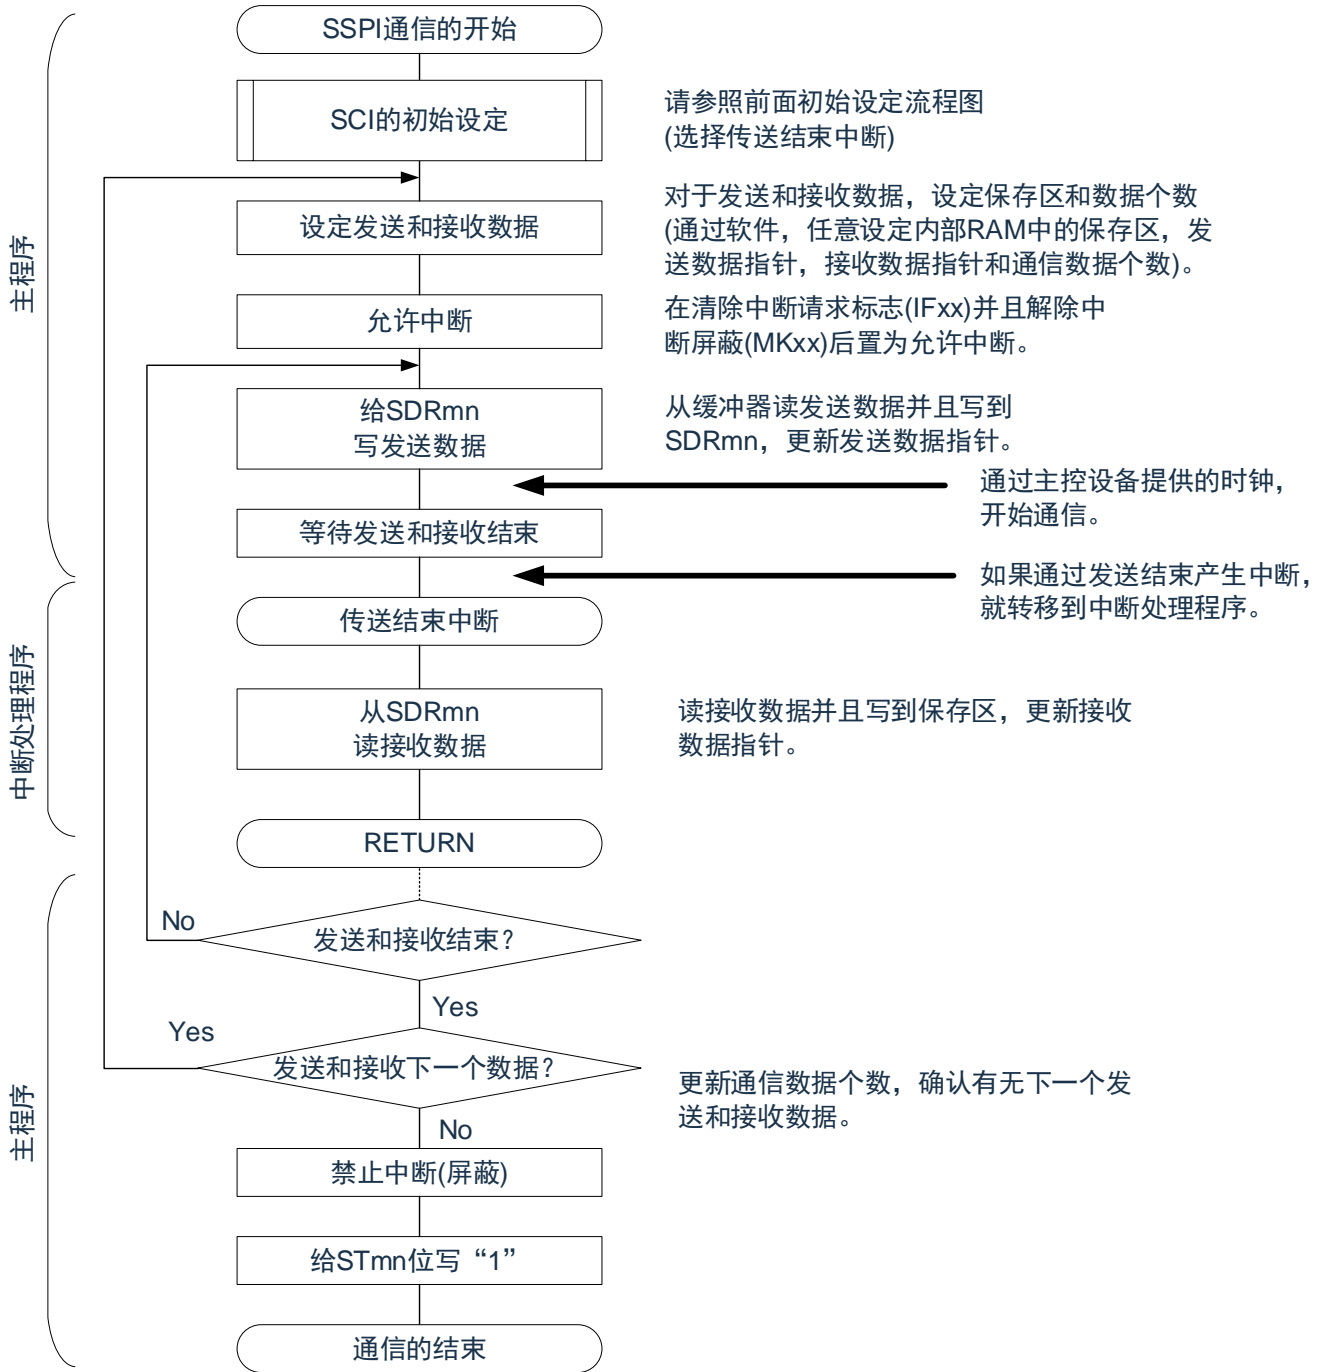 SSPI通信的开始
SCI的初始设定
请参照前面初始设定流程图
(选择传送结束中断)
设定发送和接收数据
对于发送和接收数据，设定保存区和数据个数
(通过软件，任意设定内部RAM中的保存区，发
送数据指针，接收数据指针和通信数据个数)。
主程序
允许中断
在清除中断请求标志(IFxx)并且解除中
断屏蔽(MKxx)后置为允许中断。
给SDRmn
写发送数据
从缓冲器读发送数据并且写到
SDRmn，更新发送数据指针。
通过主控设备提供的时钟，
开始通信。
等待发送和接收结束
如果通过发送结束产生中断，
就转移到中断处理程序。
传送结束中断
中断处理程序
从SDRmn
读接收数据
读接收数据并且写到保存区，更新接收
数据指针。
RETURN
No
发送和接收结束？
Yes
Yes
发送和接收下一个数据？
更新通信数据个数，确认有无下一个发
送和接收数据。
主程序
No
禁止中断(屏蔽)
给STmn位写“1”
通信的结束